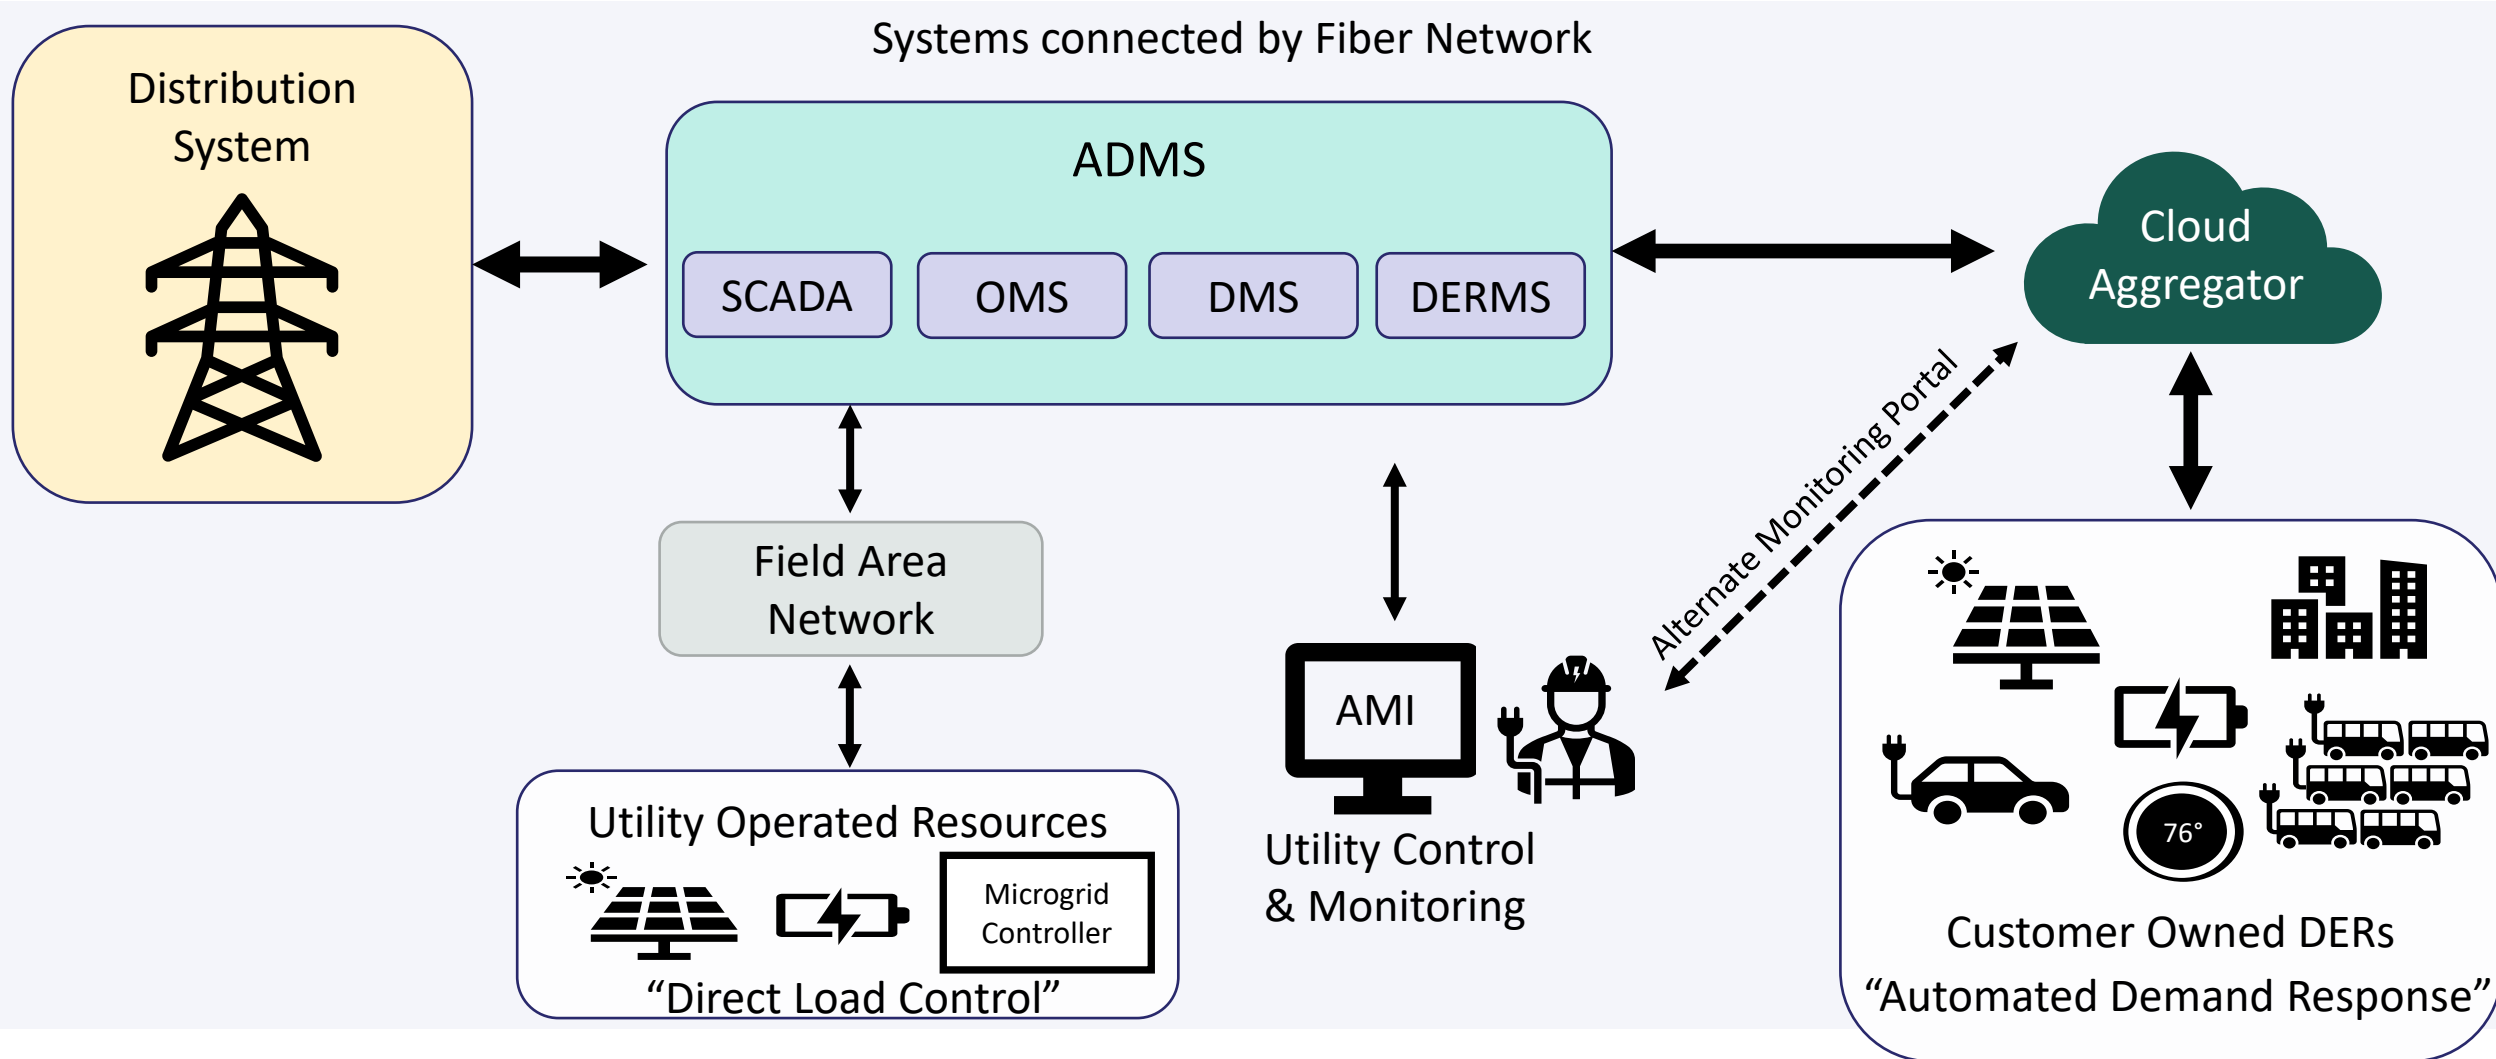 Systems connected by Fiber Network
Distribution
System
ADMS
SCADA
OMS
DMS
DERMS
Cloud
Aggregator
Alternate Monitoring Portal
Field Area
Network
AMI
Utility Control
& Monitoring
Utility Operated Resources
Microgrid
Controller
“Direct Load Control”
76°
Customer Owned DERs
“Automated Demand Response”